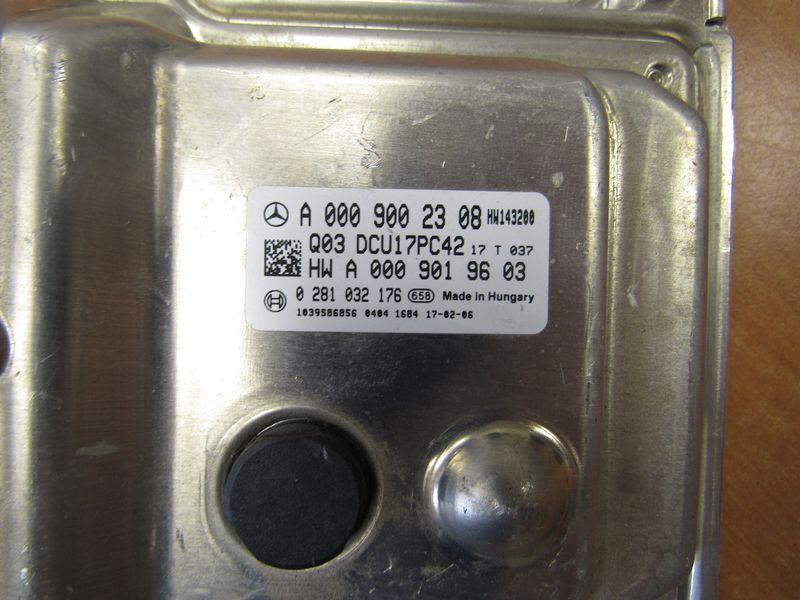 A 000 900 23 08 HW143200
Q03 DCU17PC42 17 T 037
HW A 000 901 96 03
0 281 032 176 658 Made in Hungary
1039S86856 0404 1684 17-02-06